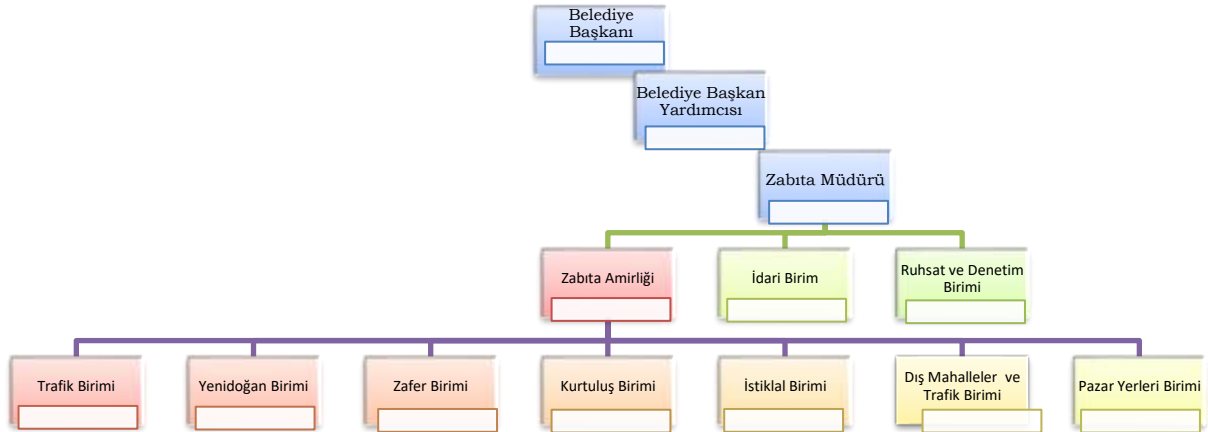 Belediye
Başkanı
Belediye Başkan
Yardımcısı
Zabıta Müdürü
Zabıta Amirliği
İdari Birim
Ruhsat ve Denetim
Birimi
Trafik Birimi
Yenidoğan Birimi
Zafer Birimi
Kurtuluş Birimi
İstiklal Birimi
Dış Mahalleler ve
Trafik Birimi
Pazar Yerleri Birimi